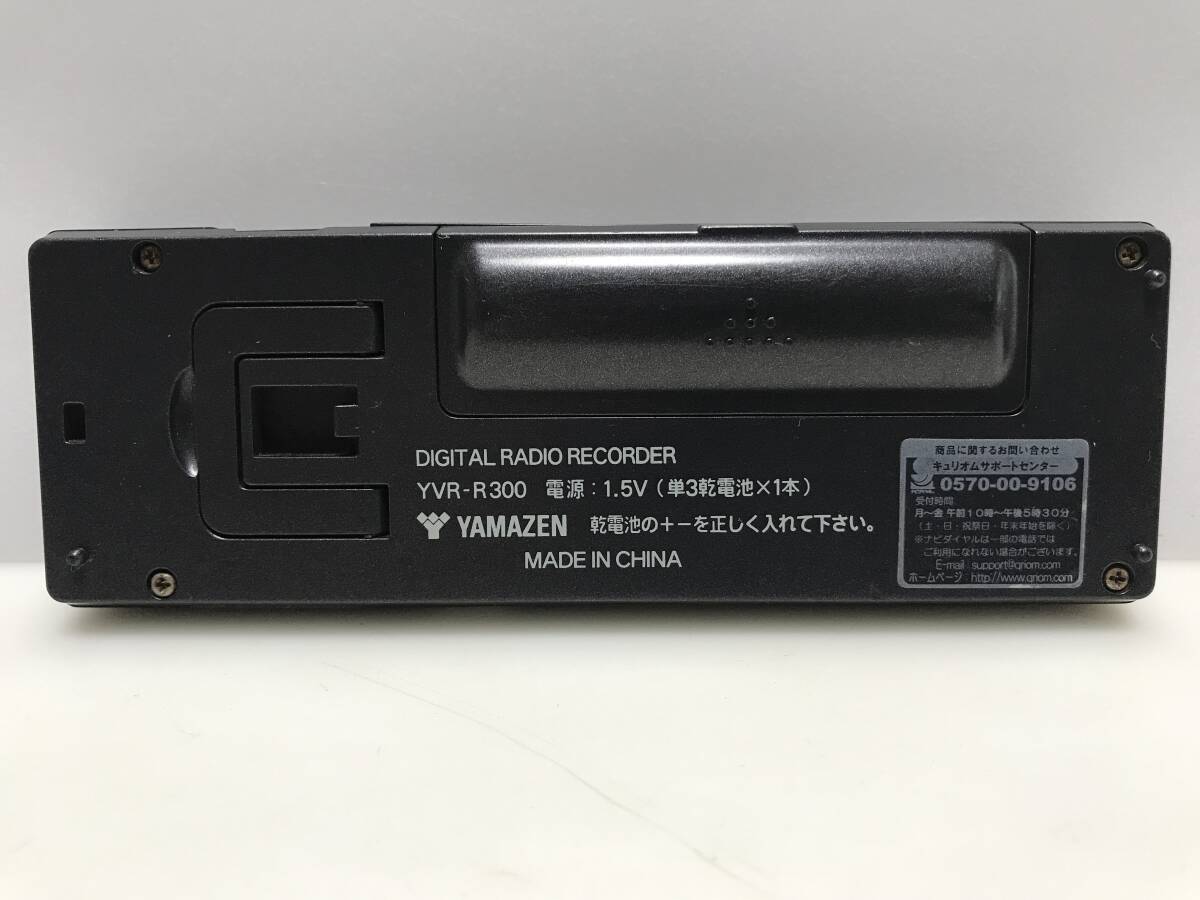 DIGITAL RADIO RECORDER
YVR-R300 電源：1.5V（単3乾電池×1本）
YAMAZEN 乾電池の＋−を正しく入れて下さい。
MADE IN CHINA
商品に関するお問い合わせ
キュリオムサポートセンター
0570-00-9106
受付時間
月〜金 午前10時〜午後5時30分
（土・日・祝祭日・年末年始を除く）
※ナビダイヤルは一部の電話では
ご利用になれない場合がございます。
E-mail support@qriom.com
ホームページ：http://www.qriom.com